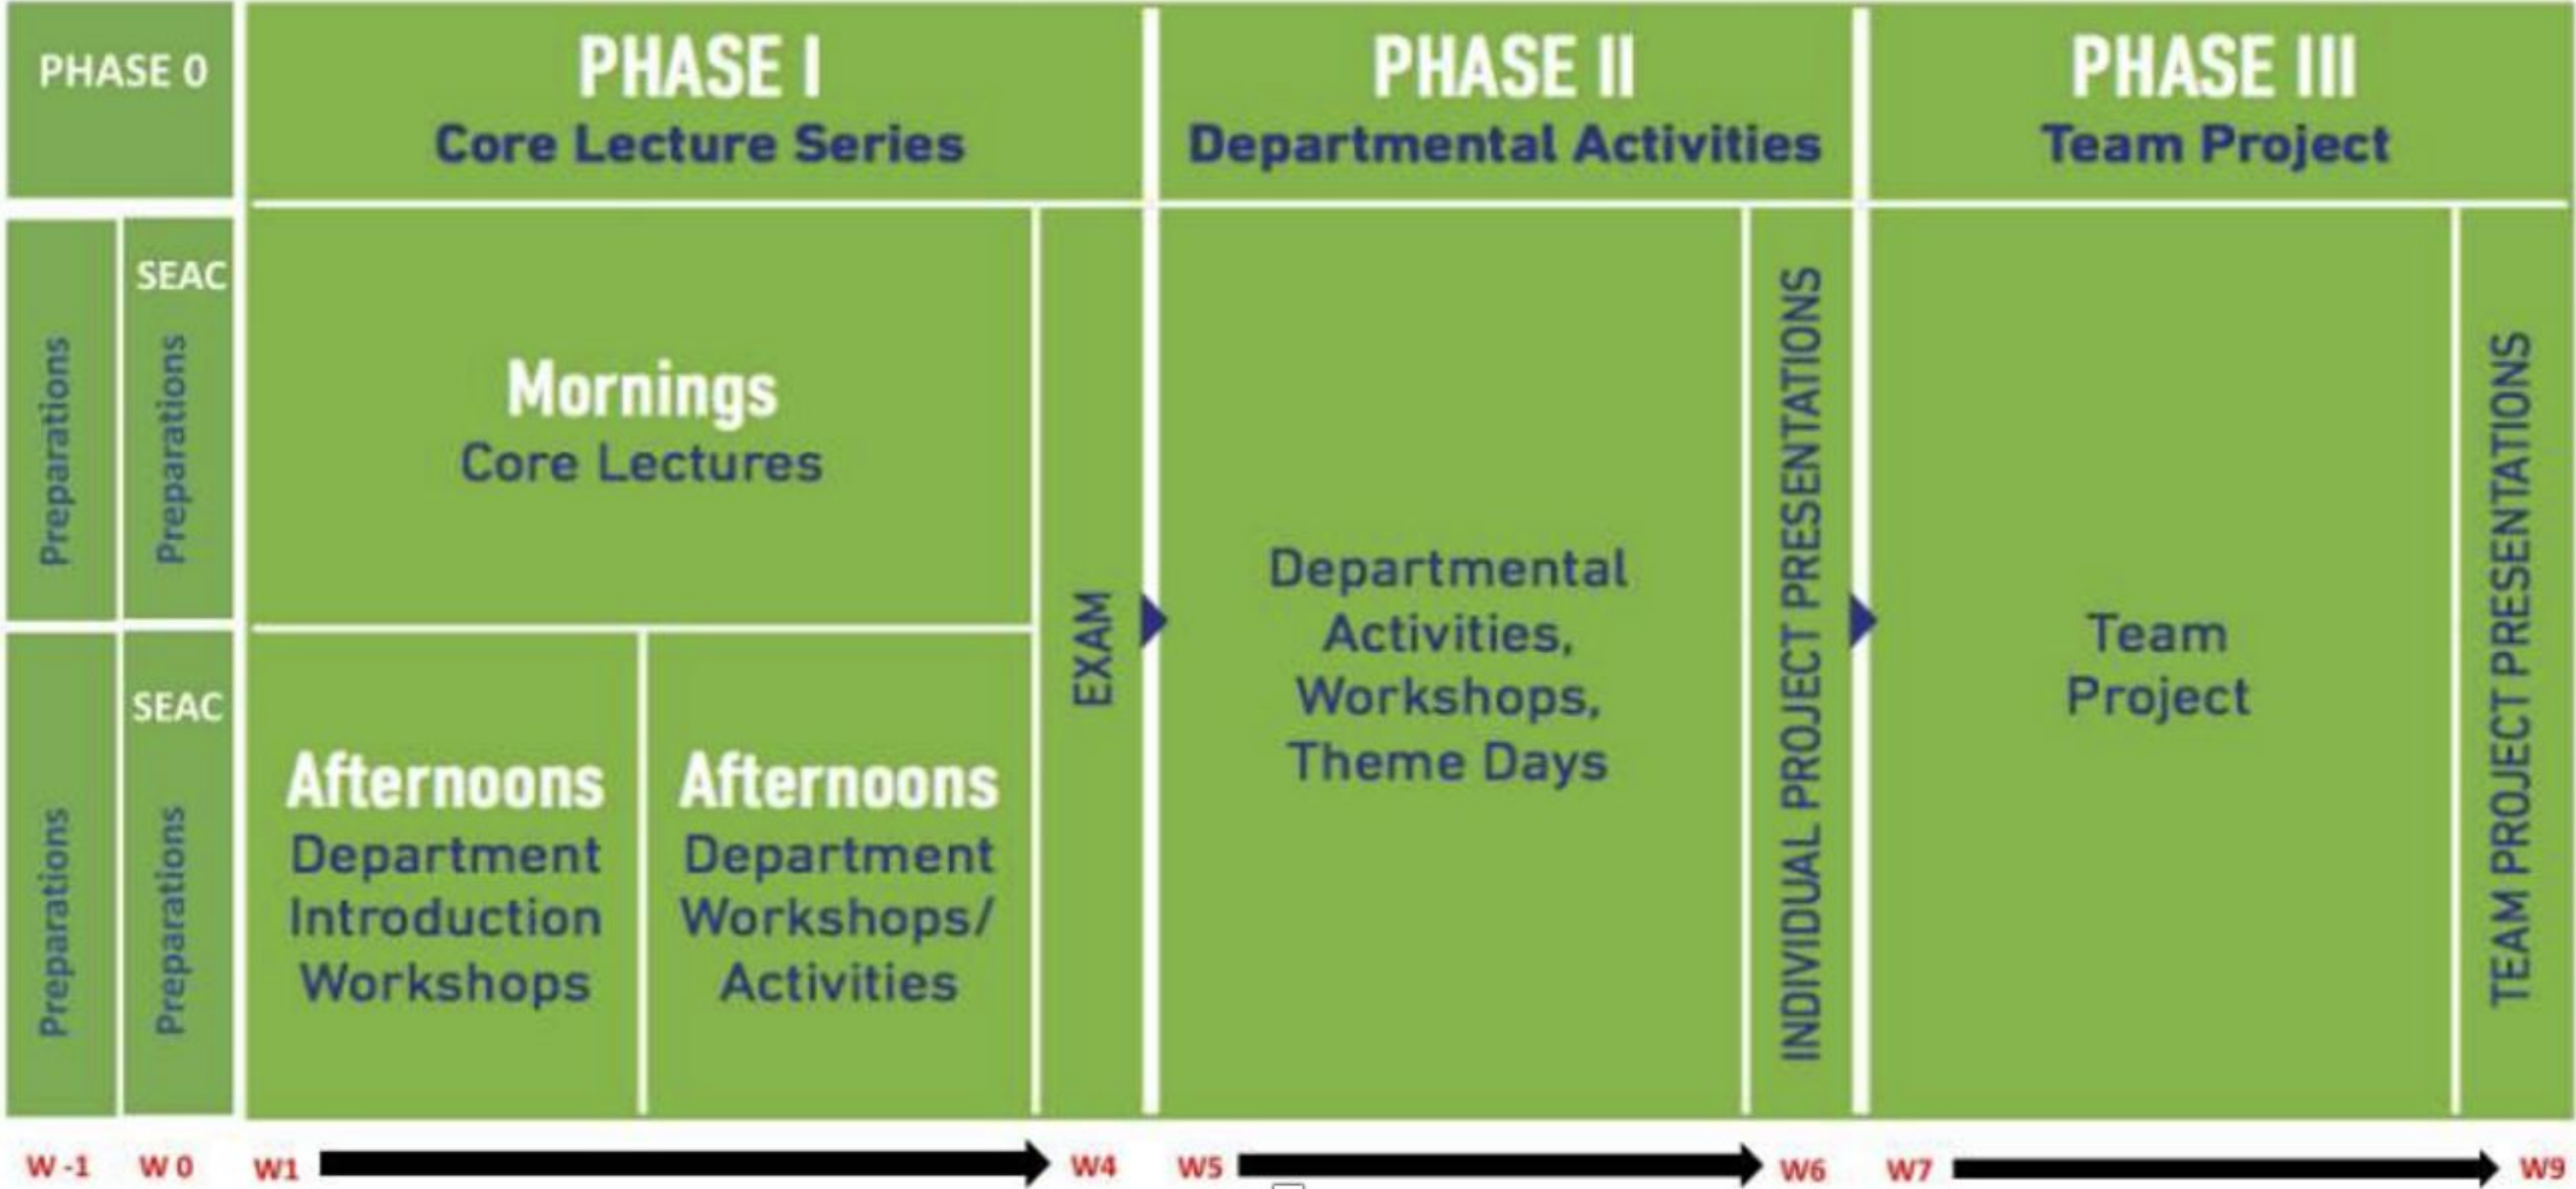 PHASE 0
PHASE I
Core Lecture Series
PHASE II
Departmental Activities
PHASE III
Team Project
Preparations
SEAC
Preparations
Mornings
Core Lectures
Preparations
SEAC
Preparations
Afternoons
Department
Introduction
Workshops
Afternoons
Department
Workshops/
Activities
EXAM
Departmental
Activities,
Workshops,
Theme Days
INDIVIDUAL PROJECT PRESENTATIONS
Team
Project
TEAM PROJECT PRESENTATIONS
W -1
W 0
W1
W4
W5
W6
W7
W9